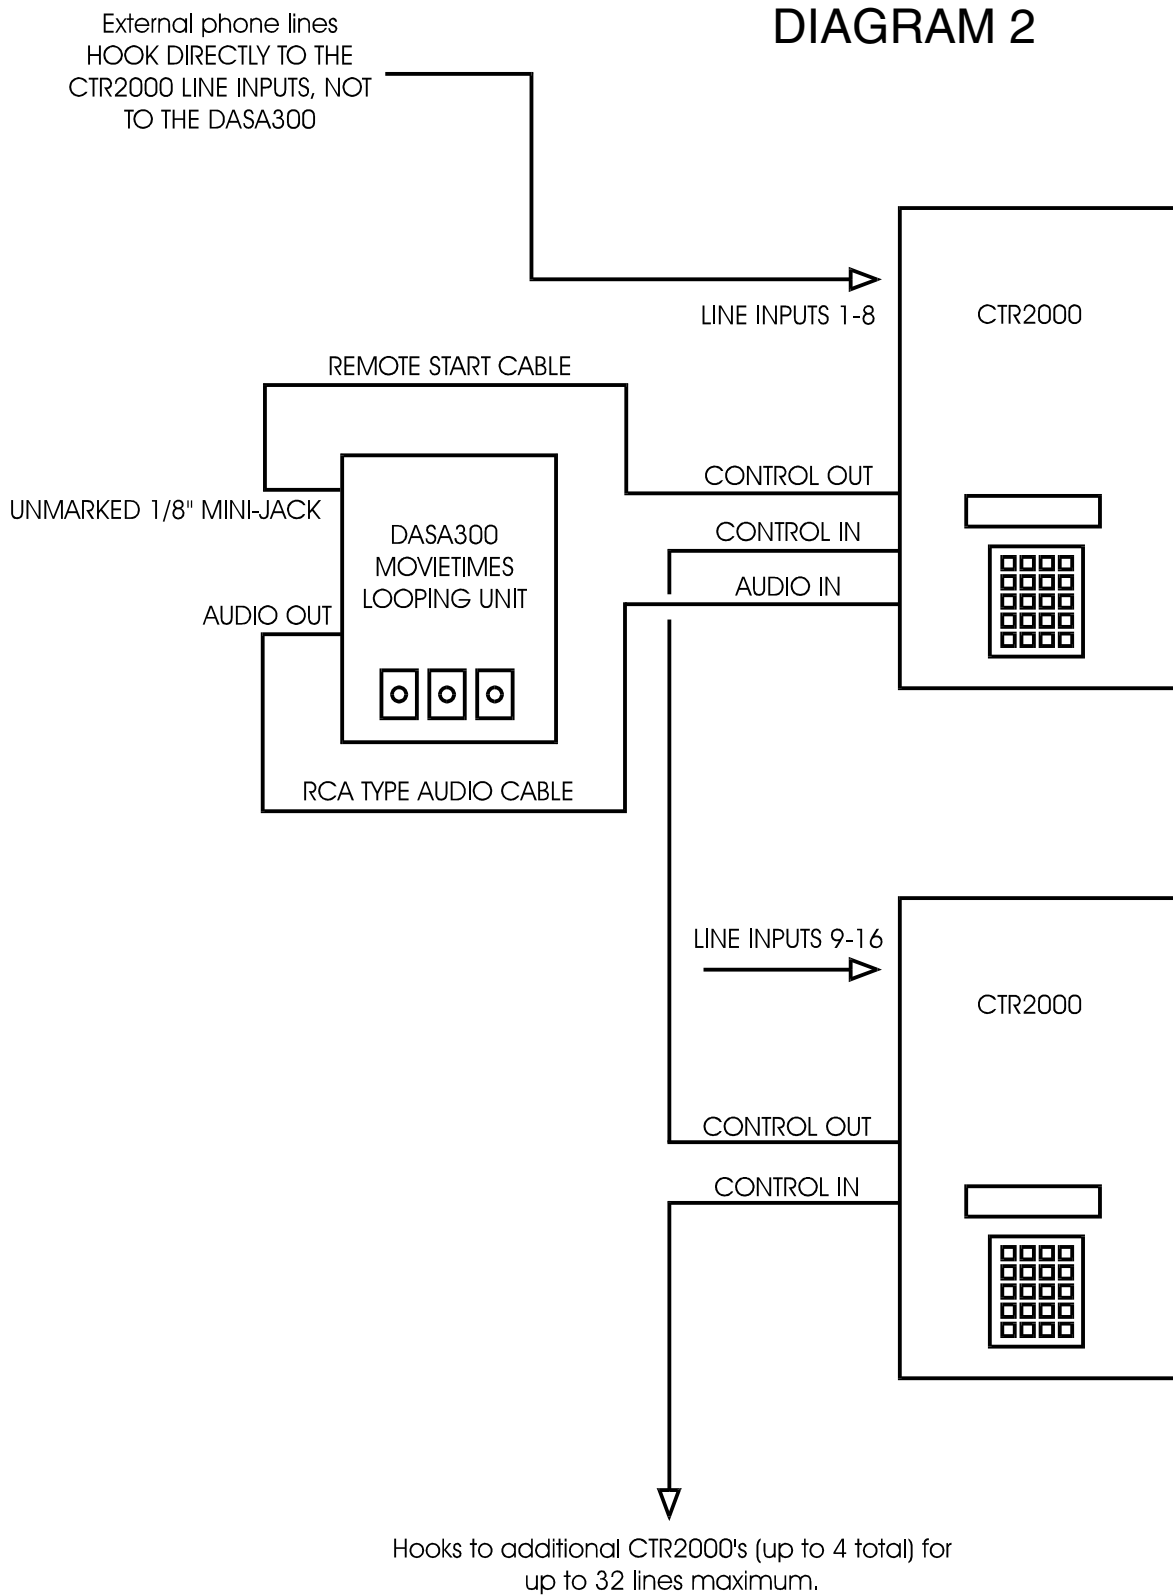 DIAGRAM 2
External phone lines
HOOK DIRECTLY TO THE
CTR2000 LINE INPUTS, NOT
TO THE DASA300
LINE INPUTS 1-8
CTR2000
REMOTE START CABLE
CONTROL OUT
UNMARKED 1/8" MINI-JACK
CONTROL IN
DASA300
MOVIETIMES
LOOPING UNIT
AUDIO IN
AUDIO OUT
RCA TYPE AUDIO CABLE
LINE INPUTS 9-16
CTR2000
CONTROL OUT
CONTROL IN
Hooks to additional CTR2000's (up to 4 total) for
up to 32 lines maximum.